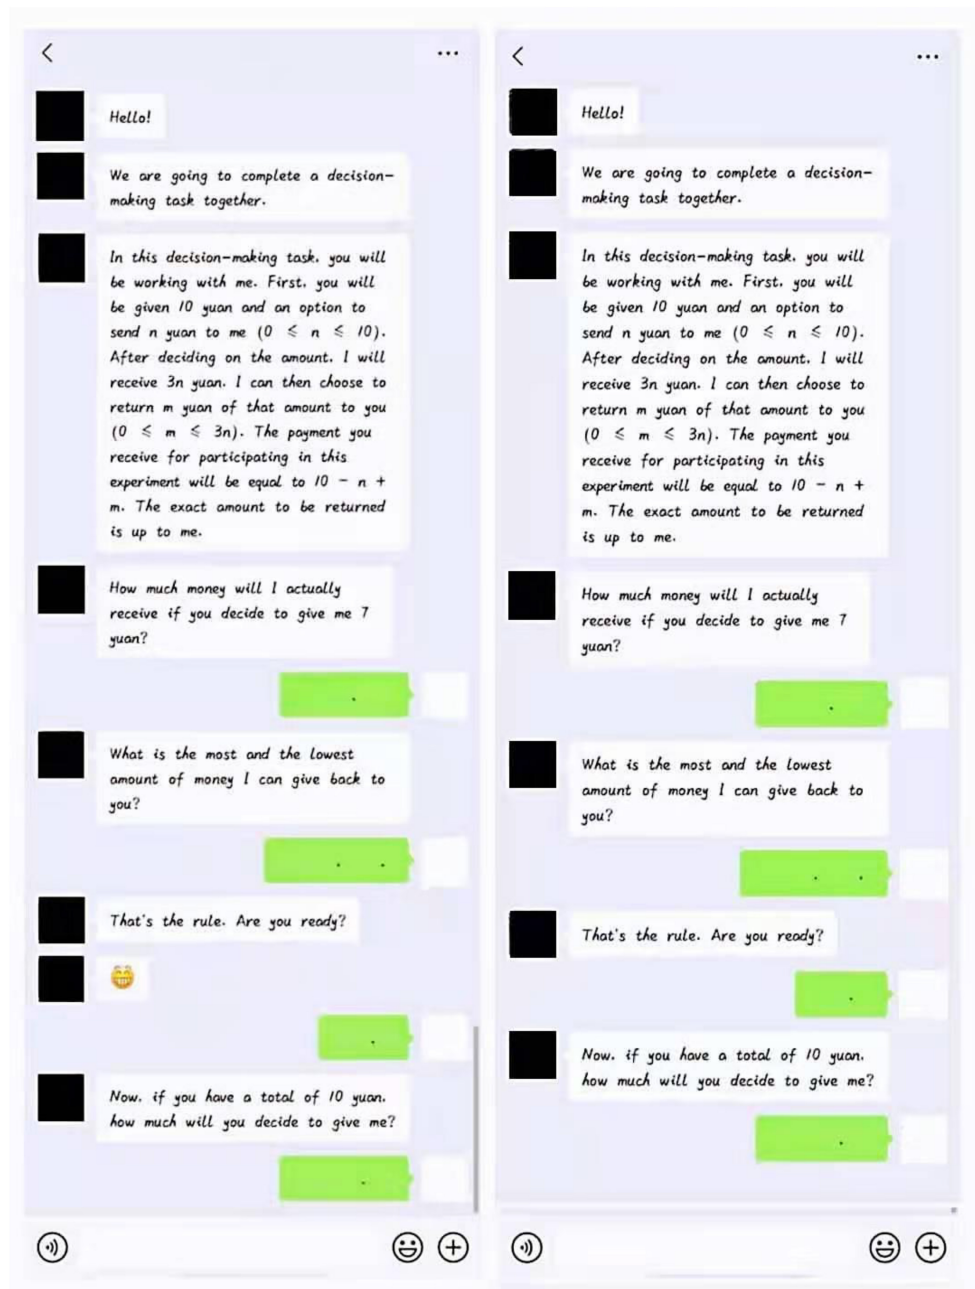 Hello!
We are going to complete a decision-
making task together.
In this decision-making task, you will
be working with me. First, you will
be given 10 yuan and an option to
send n yuan to me (0 ⩽ n ⩽ 10).
After deciding on the amount, I will
receive 3n yuan. I can then choose to
return m yuan of that amount to you
(0 ⩽ m ⩽ 3n). The payment you
receive for participating in this
experiment will be equal to 10 - n +
m. The exact amount to be returned
is up to me.
How much money will I actually
receive if you decide to give me 7
yuan?
What is the most and the lowest
amount of money I can give back to
you?
That's the rule. Are you ready?
Now, if you have a total of 10 yuan,
how much will you decide to give me?
Hello!
We are going to complete a decision-
making task together.
In this decision-making task, you will
be working with me. First, you will
be given 10 yuan and an option to
send n yuan to me (0 ⩽ n ⩽ 10).
After deciding on the amount, I will
receive 3n yuan. I can then choose to
return m yuan of that amount to you
(0 ⩽ m ⩽ 3n). The payment you
receive for participating in this
experiment will be equal to 10 - n +
m. The exact amount to be returned
is up to me.
How much money will I actually
receive if you decide to give me 7
yuan?
What is the most and the lowest
amount of money I can give back to
you?
That's the rule. Are you ready?
Now, if you have a total of 10 yuan,
how much will you decide to give me?